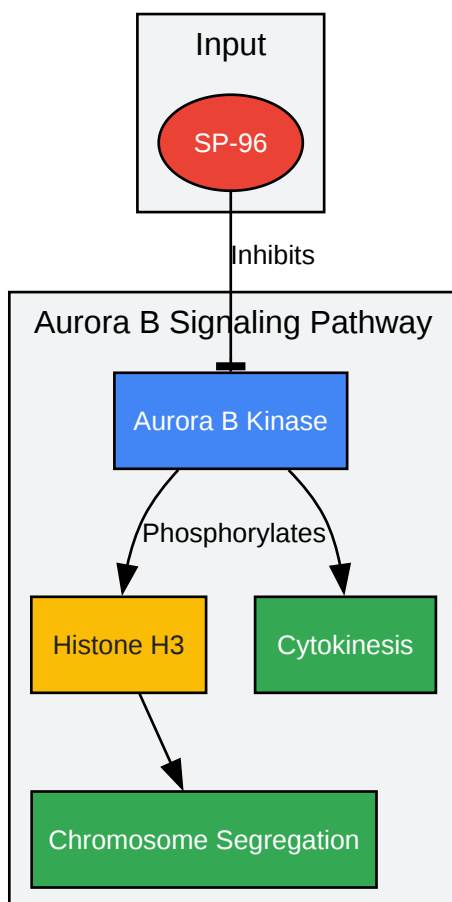 Input
SP-96
Inhibits
Aurora B Signaling Pathway
Aurora B Kinase
Phosphorylates
Histone H3
Cytokinesis
Chromosome Segregation